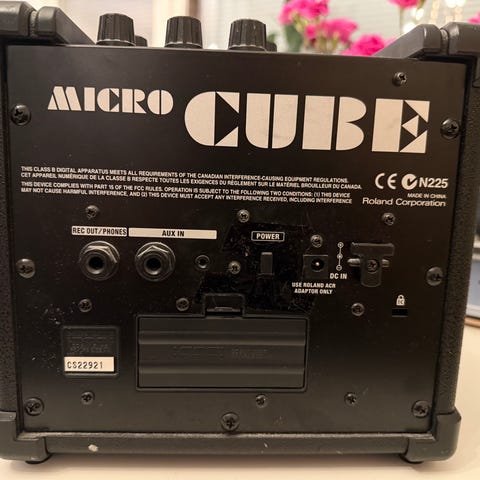 MICRO CUBE
THIS CLASS B DIGITAL APPARATUS MEETS ALL REQUIREMENTS OF THE CANADIAN INTERFERENCE-CAUSING EQUIPMENT REGULATIONS.
CET APPAREIL NUMÉRIQUE DE LA CLASSE B RESPECTE TOUTES LES EXIGENCES DU RÈGLEMENT SUR LE MATÉRIEL BROUILLEUR DU CANADA.
THIS DEVICE COMPLIES WITH PART 15 OF THE FCC RULES. OPERATION IS SUBJECT TO THE FOLLOWING TWO CONDITIONS: (1) THIS DEVICE
MAY NOT CAUSE HARMFUL INTERFERENCE, AND (2) THIS DEVICE MUST ACCEPT ANY INTERFERENCE RECEIVED, INCLUDING INTERFERENCE
CE N225
MADE IN CHINA
Roland Corporation
REC OUT/PHONES
AUX IN
POWER
DC IN
USE ROLAND ACR
ADAPTOR ONLY
CS22921